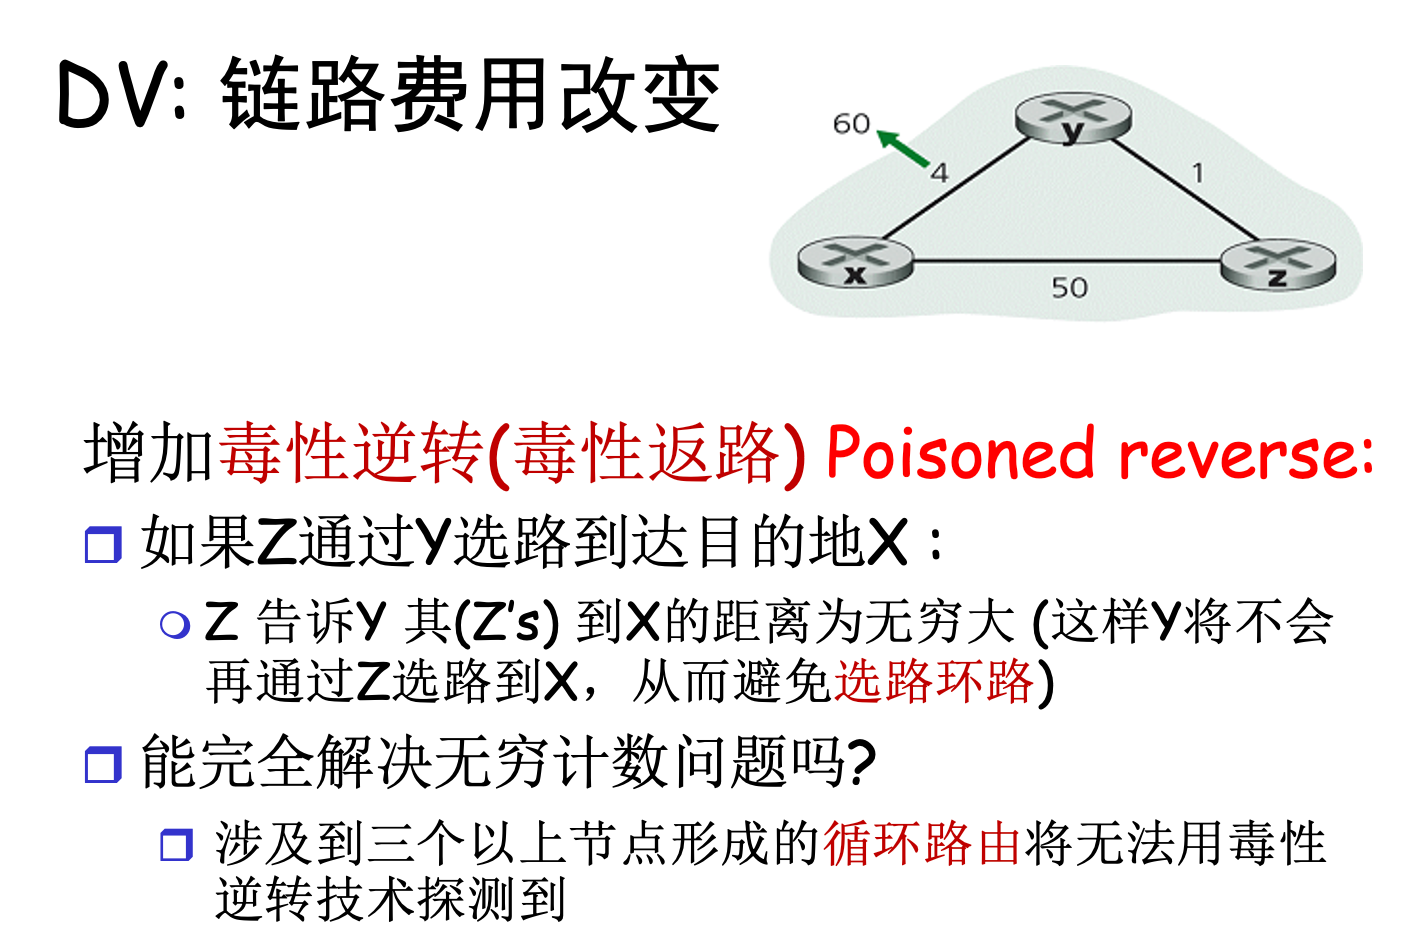 DV: 链路费用改变
60
4
y
1
x
50
z
增加毒性逆转(毒性返路) Poisoned reverse:
如果Z通过Y选路到达目的地X :
Z 告诉Y 其(Z's) 到X的距离为无穷大 (这样Y将不会
再通过Z选路到X，从而避免选路环路)
能完全解决无穷计数问题吗?
涉及到三个以上节点形成的循环路由将无法用毒性
逆转技术探测到